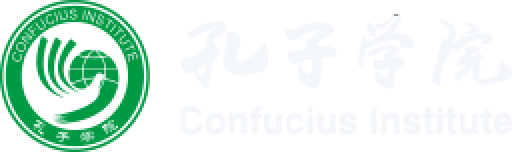 CONFUCIUS INSTITUTE
孔子学院
孔子学院
Confucius Institute